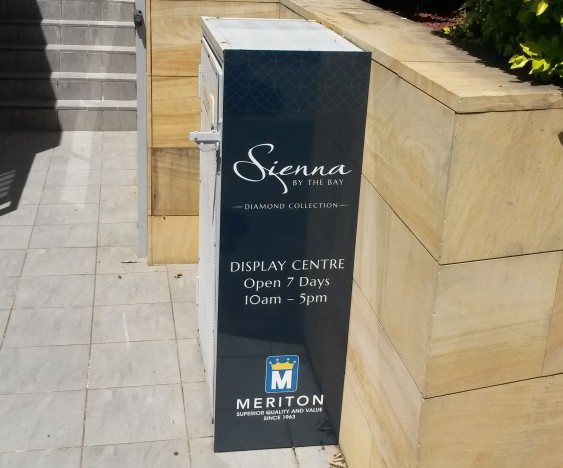 Sienna
BY THE BAY
DIAMOND COLLECTION
DISPLAY CENTRE
Open 7 Days
10am – 5pm
M
MERITON
SUPERIOR QUALITY AND VALUE
SINCE 1963